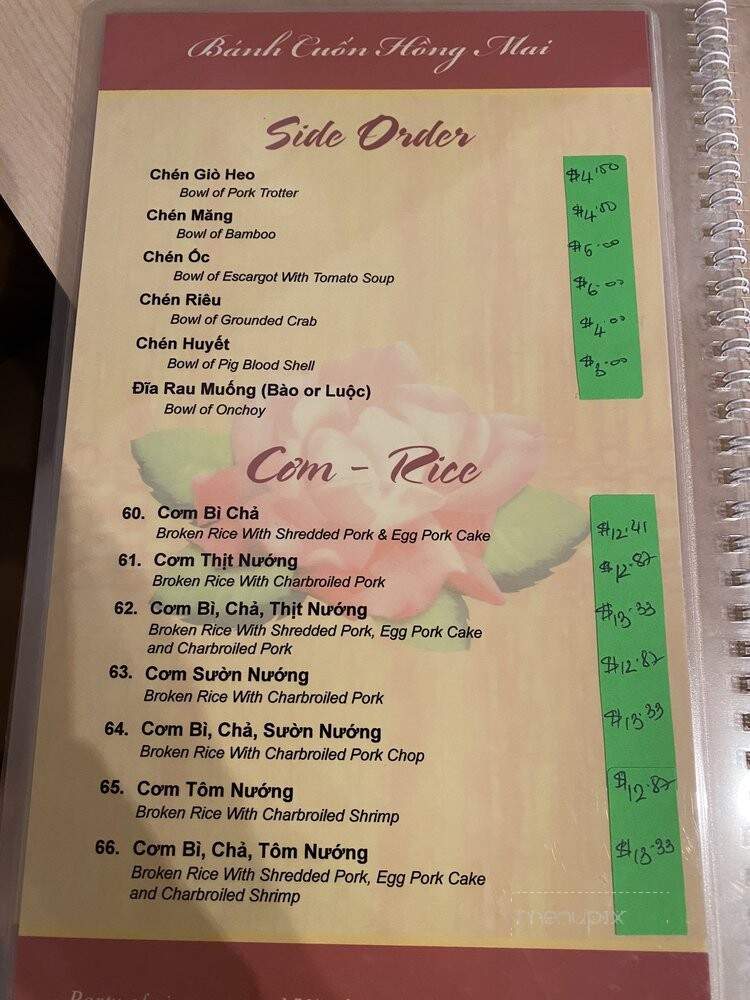 Bánh Cuốn Hồng Mai
Side Order
Chén Giò Heo $4.50
Bowl of Pork Trotter
Chén Măng $4.50
Bowl of Bamboo
Chén Ốc $6.00
Bowl of Escargot With Tomato Soup
Chén Riêu $6.00
Bowl of Grounded Crab
Chén Huyết $4.00
Bowl of Pig Blood Shell
Đĩa Rau Muống (Bào or Luộc)
Bowl of Onchoy
Cơm - Rice
60. Cơm Bì Chả $12.41
Broken Rice With Shredded Pork & Egg Pork Cake
61. Cơm Thịt Nướng $12.87
Broken Rice With Charbroiled Pork
62. Cơm Bì, Chả, Thịt Nướng $13.33
Broken Rice With Shredded Pork, Egg Pork Cake
and Charbroiled Pork
63. Cơm Sườn Nướng $12.87
Broken Rice With Charbroiled Pork
64. Cơm Bì, Chả, Sườn Nướng $13.33
Broken Rice With Charbroiled Pork Chop
65. Cơm Tôm Nướng $12.87
Broken Rice With Charbroiled Shrimp
66. Cơm Bì, Chả, Tôm Nướng $13.33
Broken Rice With Shredded Pork, Egg Pork Cake
and Charbroiled Shrimp
menupix
Party of